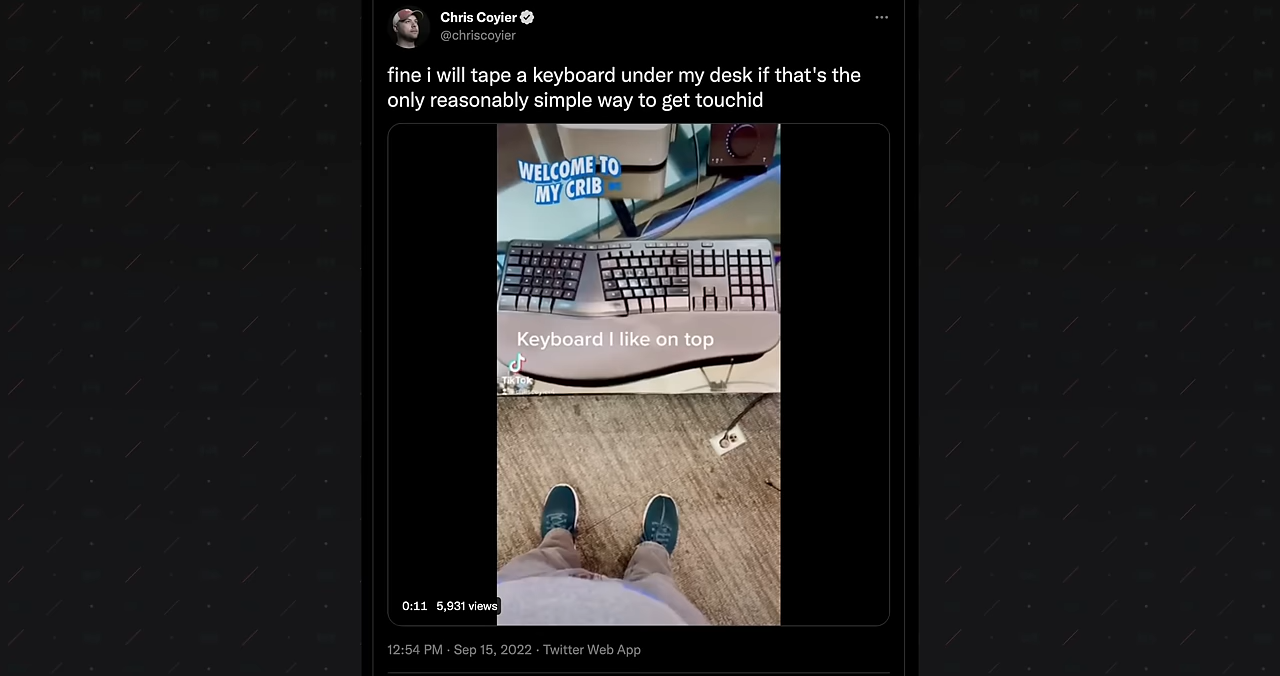 Chris Coyier
@chriscoyier
fine i will tape a keyboard under my desk if that's the
only reasonably simple way to get touchid
WELCOME TO
MY CRIB
Keyboard I like on top
TikTok
0:11 5,931 views
12:54 PM · Sep 15, 2022 · Twitter Web App